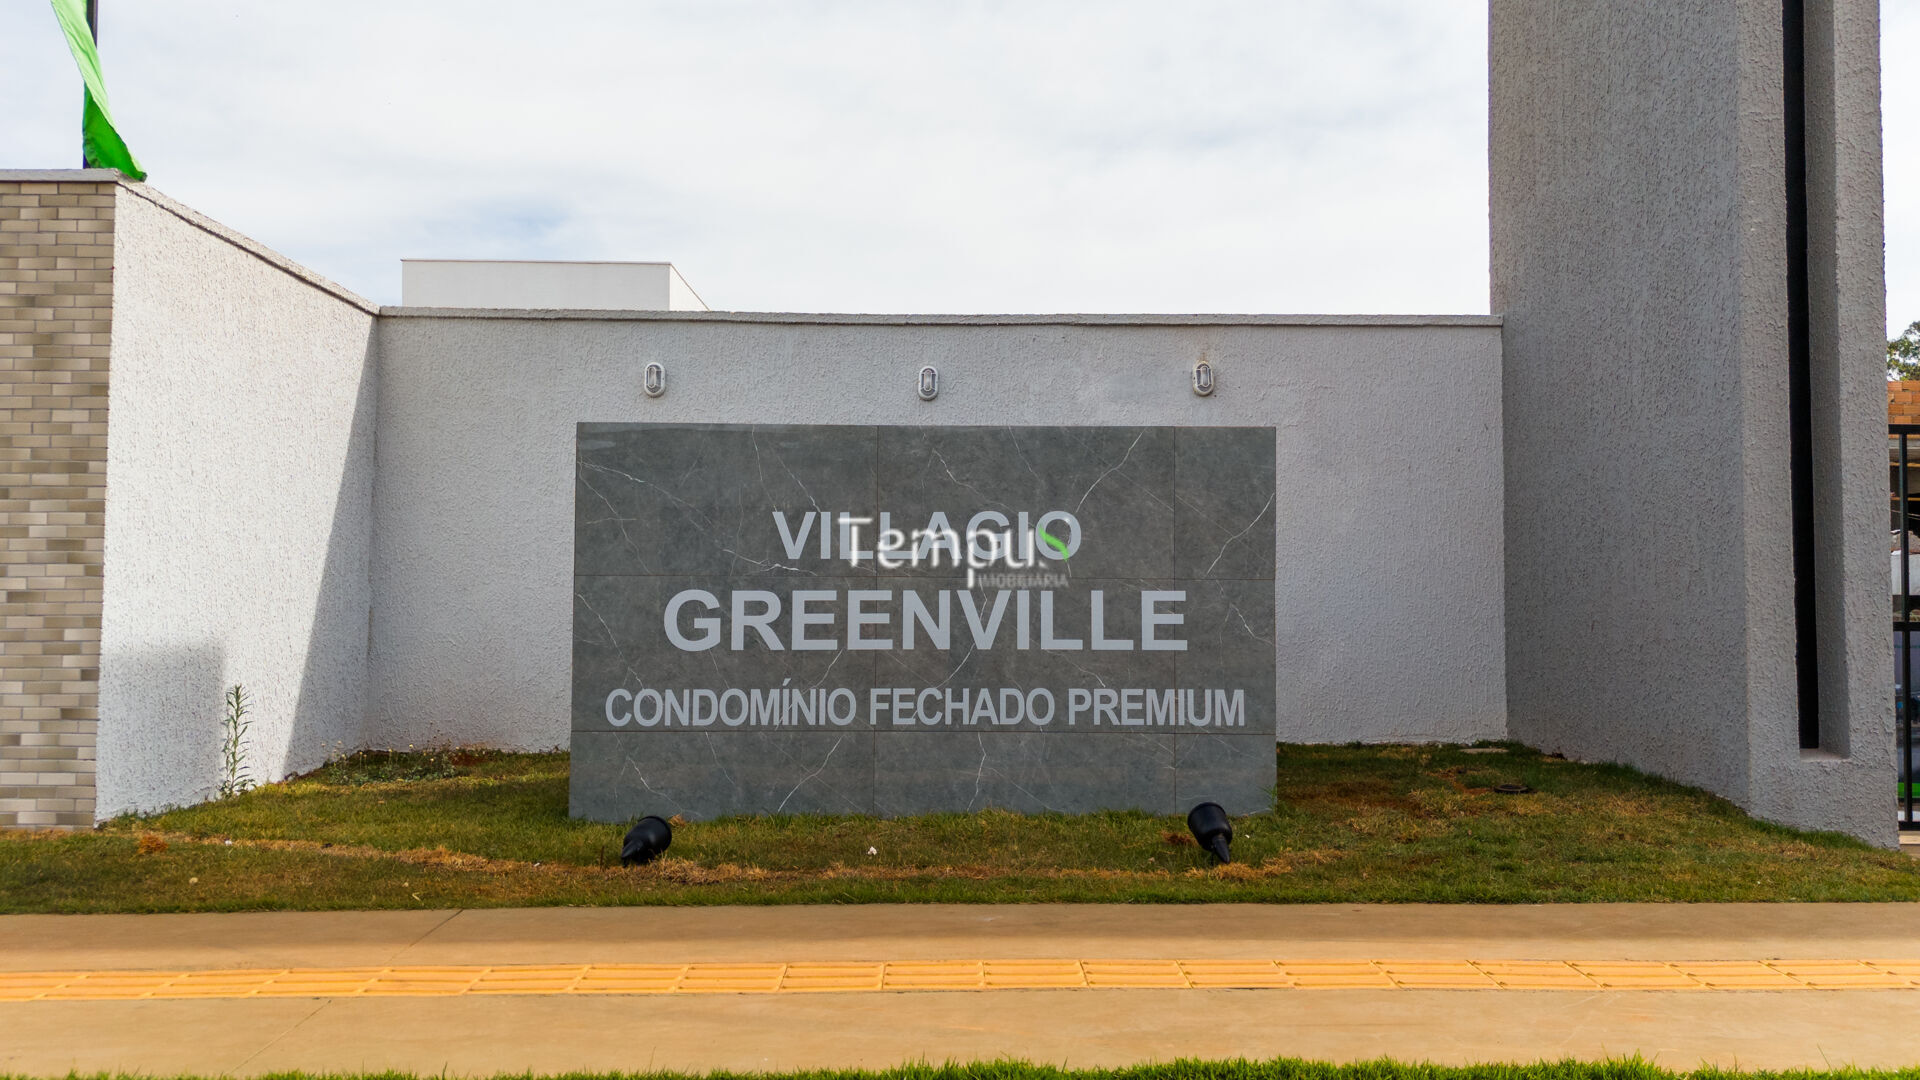 VILLAGIO
Tempus
IMOBILIÁRIA
GREENVILLE
CONDOMÍNIO FECHADO PREMIUM